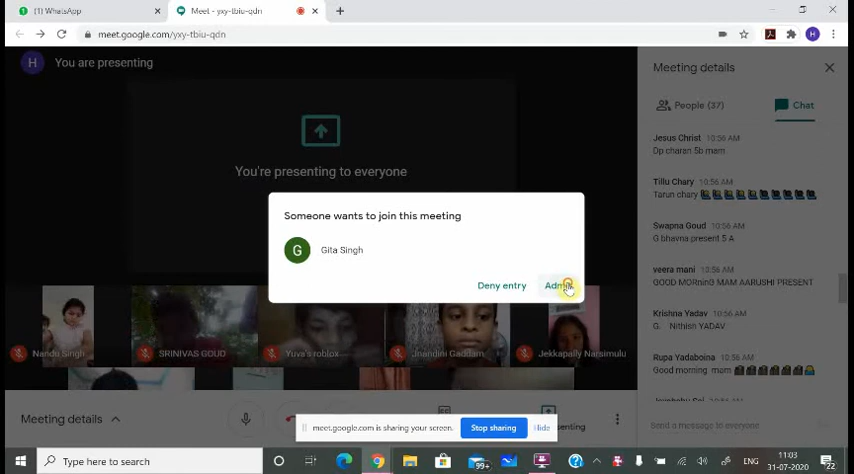 (1) WhatsApp
Meet - yxy-tbiu-qdn
meet.google.com/yxy-tbiu-qdn
H
H You are presenting
You're presenting to everyone
Someone wants to join this meeting
G Gita Singh
Deny entry
Nandu Singh
SRINIVAS GOUD
Yuva's roblox
Jnandini Gaddam
Jekkapally Narsimulu
Meeting details
meet.google.com is sharing your screen.
Stop sharing
Hide
Meeting details
People (37)
Chat
Jesus Christ 10:56 AM
Dp charan 5b mam
Tillu Chary 10:56 AM
Tarun chary
Swapna Goud 10:56 AM
G bhavna present 5 A
veera mani 10:56 AM
GOOD MORninG MAM AARUSHI PRESENT
Krishna Yadav 10:56 AM
G. Nithish YADAV
Rupa Yadaboina 10:56 AM
Good morning mam
Send a message to everyone
Type here to search
99+
ENG
11:03
31-07-2020
22